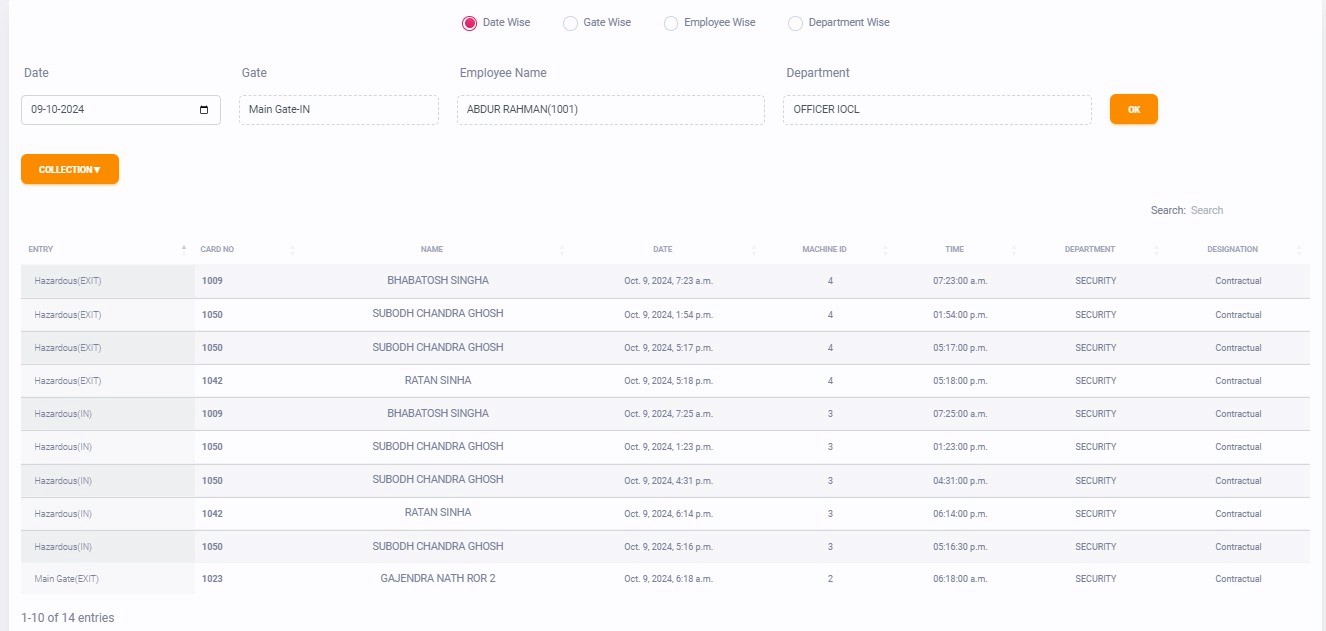 Date Wise Gate Wise Employee Wise Department Wise
Date Gate Employee Name Department
09-10-2024 Main Gate-IN ABDUR RAHMAN(1001) OFFICER IOCL OK
COLLECTION▼
Search: Search
ENTRY CARD NO NAME DATE MACHINE ID TIME DEPARTMENT DESIGNATION
Hazardous(EXIT) 1009 BHABATOSH SINGHA Oct. 9, 2024, 7:23 a.m. 4 07:23:00 a.m. SECURITY Contractual
Hazardous(EXIT) 1050 SUBODH CHANDRA GHOSH Oct. 9, 2024, 1:54 p.m. 4 01:54:00 p.m. SECURITY Contractual
Hazardous(EXIT) 1050 SUBODH CHANDRA GHOSH Oct. 9, 2024, 5:17 p.m. 4 05:17:00 p.m. SECURITY Contractual
Hazardous(EXIT) 1042 RATAN SINHA Oct. 9, 2024, 5:18 p.m. 4 05:18:00 p.m. SECURITY Contractual
Hazardous(IN) 1009 BHABATOSH SINGHA Oct. 9, 2024, 7:25 a.m. 3 07:25:00 a.m. SECURITY Contractual
Hazardous(IN) 1050 SUBODH CHANDRA GHOSH Oct. 9, 2024, 1:23 p.m. 3 01:23:00 p.m. SECURITY Contractual
Hazardous(IN) 1050 SUBODH CHANDRA GHOSH Oct. 9, 2024, 4:31 p.m. 3 04:31:00 p.m. SECURITY Contractual
Hazardous(IN) 1042 RATAN SINHA Oct. 9, 2024, 6:14 p.m. 3 06:14:00 p.m. SECURITY Contractual
Hazardous(IN) 1050 SUBODH CHANDRA GHOSH Oct. 9, 2024, 5:16 p.m. 3 05:16:30 p.m. SECURITY Contractual
Main Gate(EXIT) 1023 GAJENDRA NATH ROR 2 Oct. 9, 2024, 6:18 a.m. 2 06:18:00 a.m. SECURITY Contractual
1-10 of 14 entries